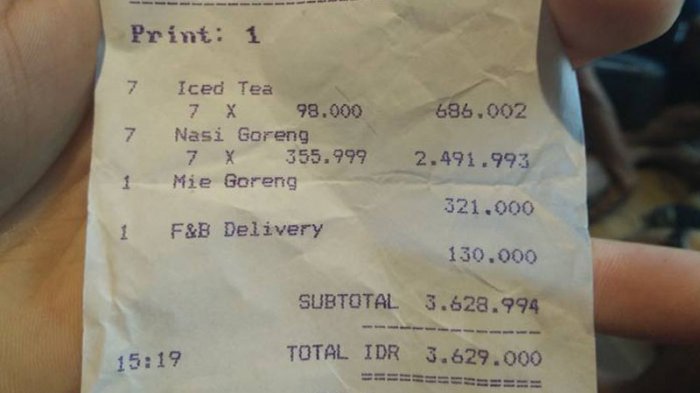 Print: 1
7 Iced Tea
7 X 98.000 686.002
7 Nasi Goreng
7 X 355.999 2.491.993
1 Mie Goreng
321.000
1 F&B Delivery
130.000
SUBTOTAL 3.628.994
15:19 TOTAL IDR 3.629.000